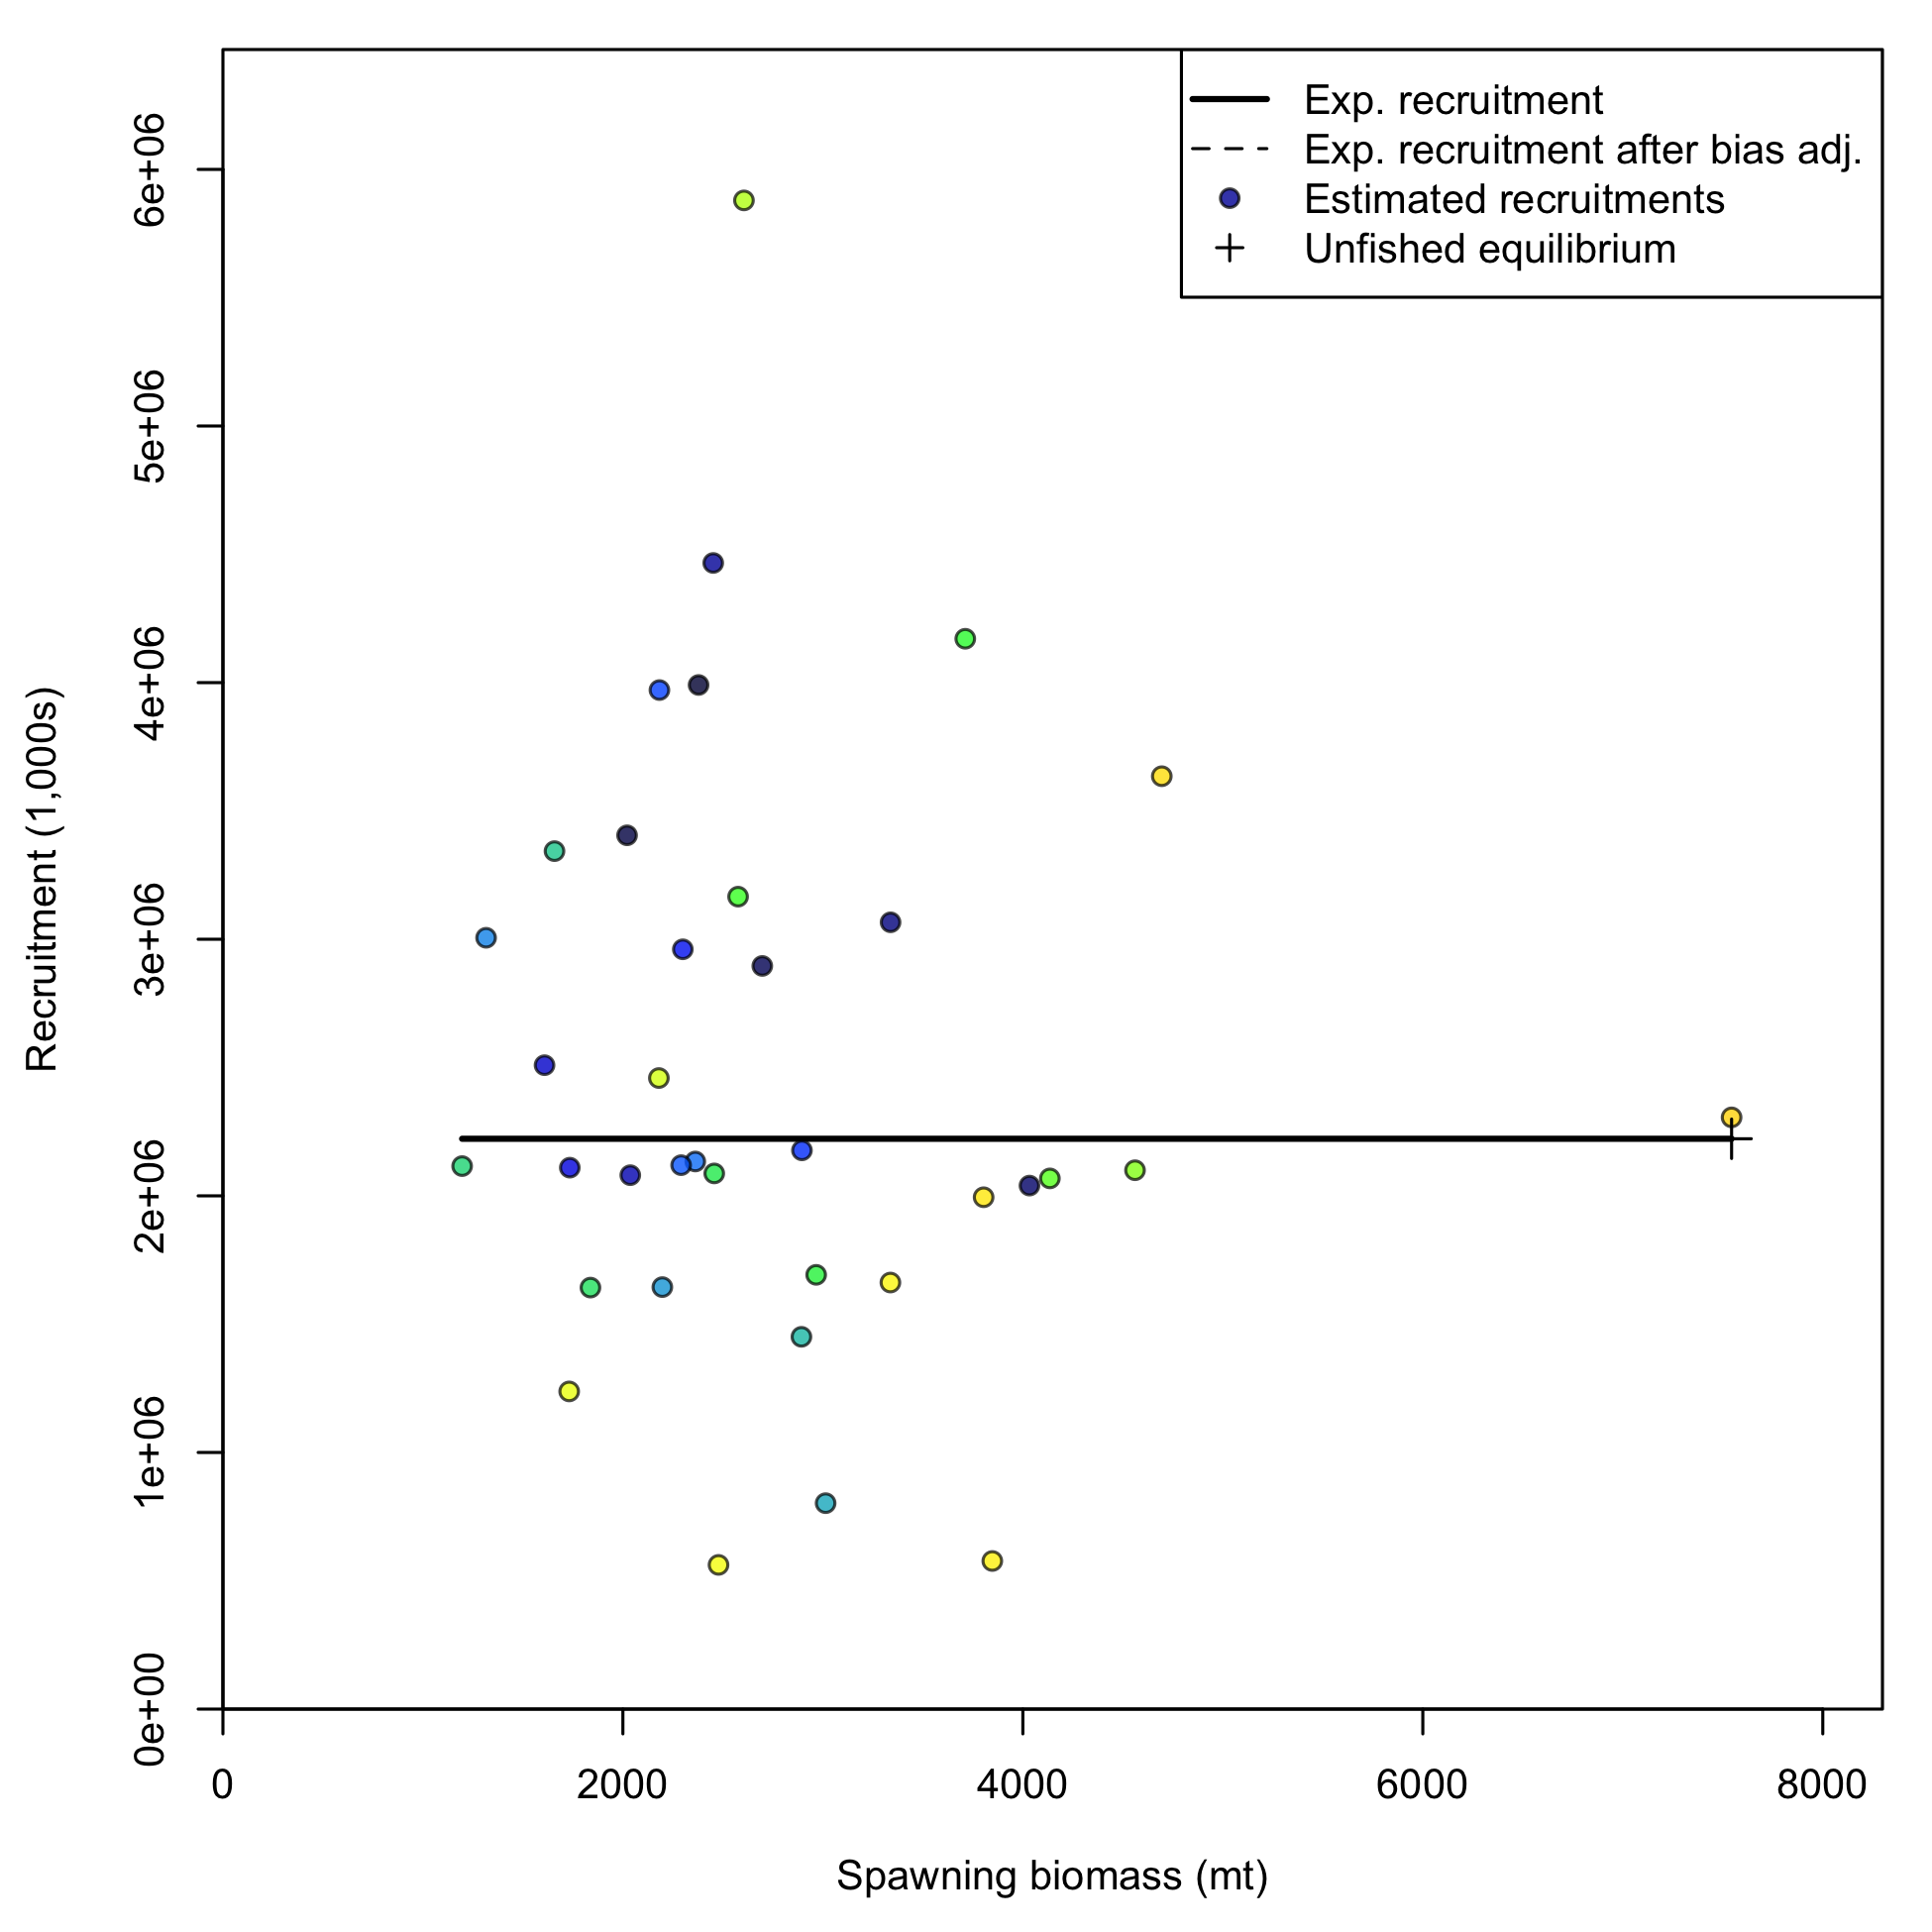 Exp. recruitment
Exp. recruitment after bias adj.
Estimated recruitments
Unfished equilibrium
6e+06
5e+06
4e+06
3e+06
2e+06
1e+06
0e+00
Recruitment (1,000s)
0 2000 4000 6000 8000
Spawning biomass (mt)